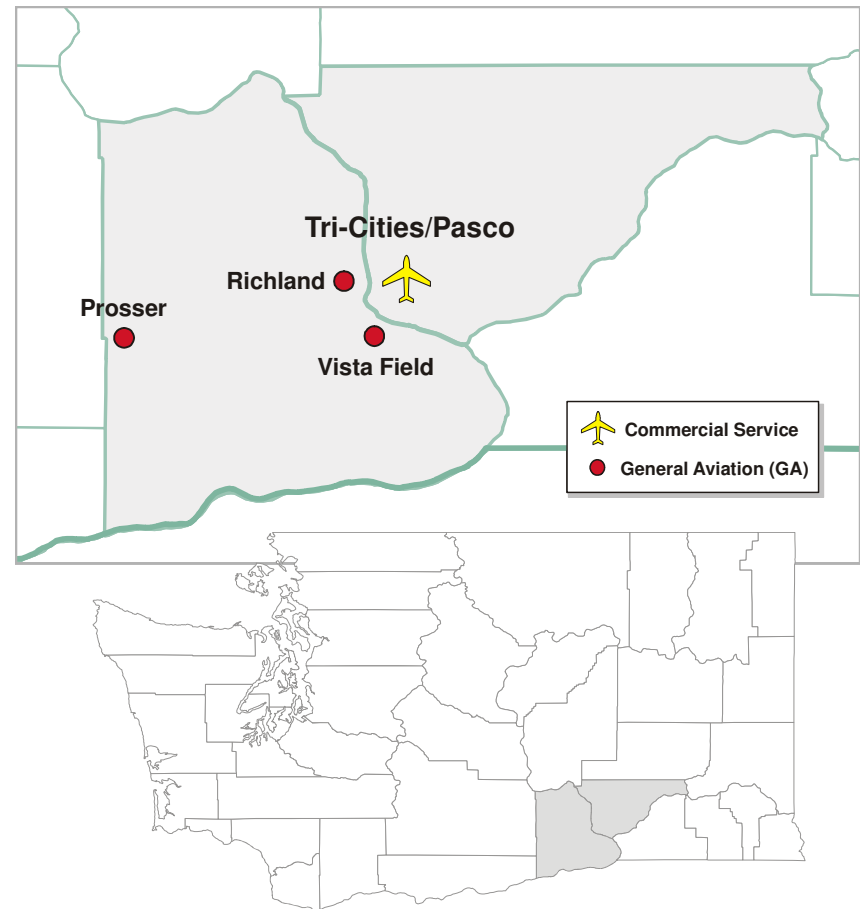 Tri-Cities/Pasco
Richland
Prosser
Vista Field
Commercial Service
General Aviation (GA)